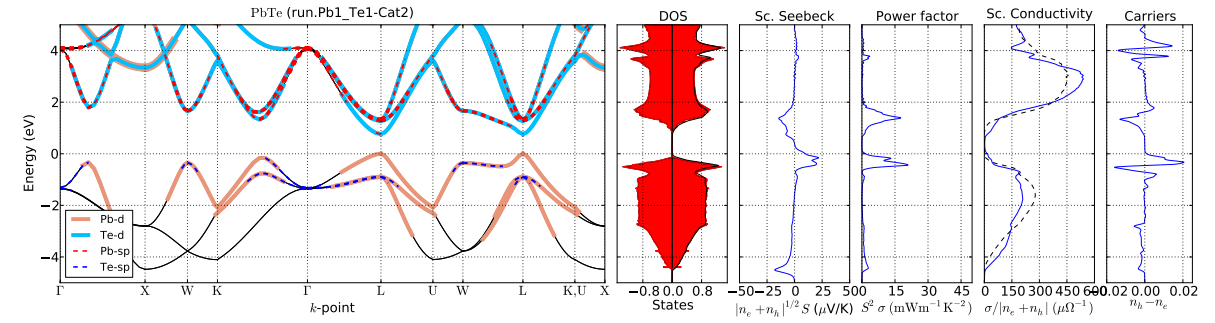 PbTe (run.Pb1_Te1-Cat2)
DOS
Sc. Seebeck
Power factor
Sc. Conductivity
Carriers
Energy (eV)
4
2
0
−2
−4
Pb-d
Te-d
Pb-sp
Te-sp
Γ X W K Γ L U W L K,U X
k-point
−0.8 0.0 0.8
States
−50 −25 0 25 50
|n_e + n_h|^{1/2} S (μV/K)
0 15 30 45
S² σ (mWm⁻¹ K⁻²)
0 150 300 450 600
σ/|n_e + n_h| (μΩ⁻¹)
−0.02 0.00 0.02
n_h − n_e